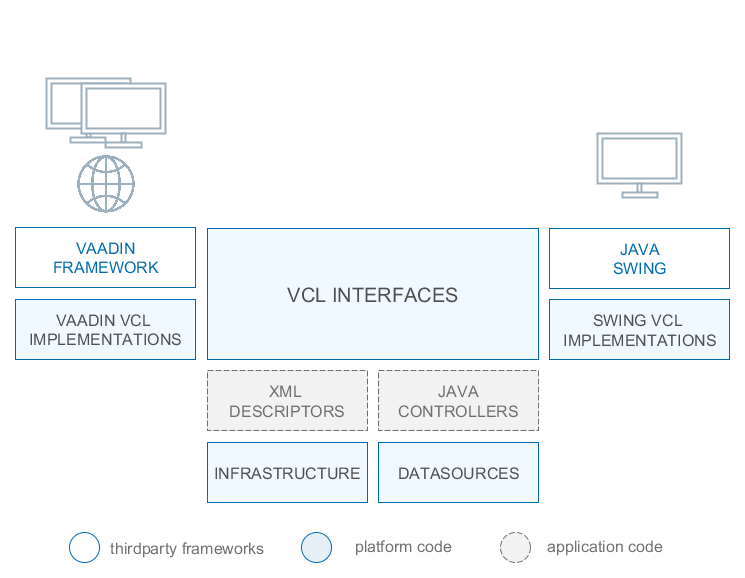 VAADIN
FRAMEWORK
VAADIN VCL
IMPLEMENTATIONS
VCL INTERFACES
JAVA
SWING
SWING VCL
IMPLEMENTATIONS
XML
DESCRIPTORS
JAVA
CONTROLLERS
INFRASTRUCTURE
DATASOURCES
thirdparty frameworks
platform code
application code